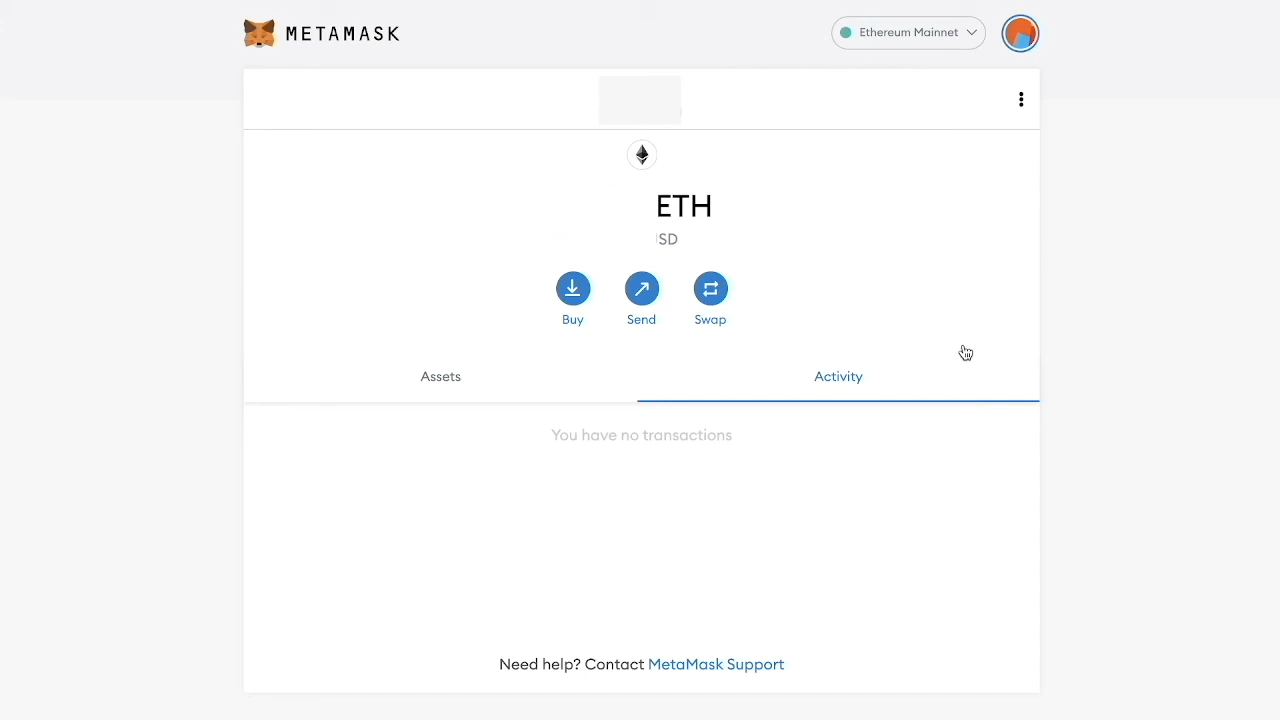 METAMASK
Ethereum Mainnet
ETH
SD
Buy
Send
Swap
Assets
Activity
You have no transactions
Need help? Contact MetaMask Support